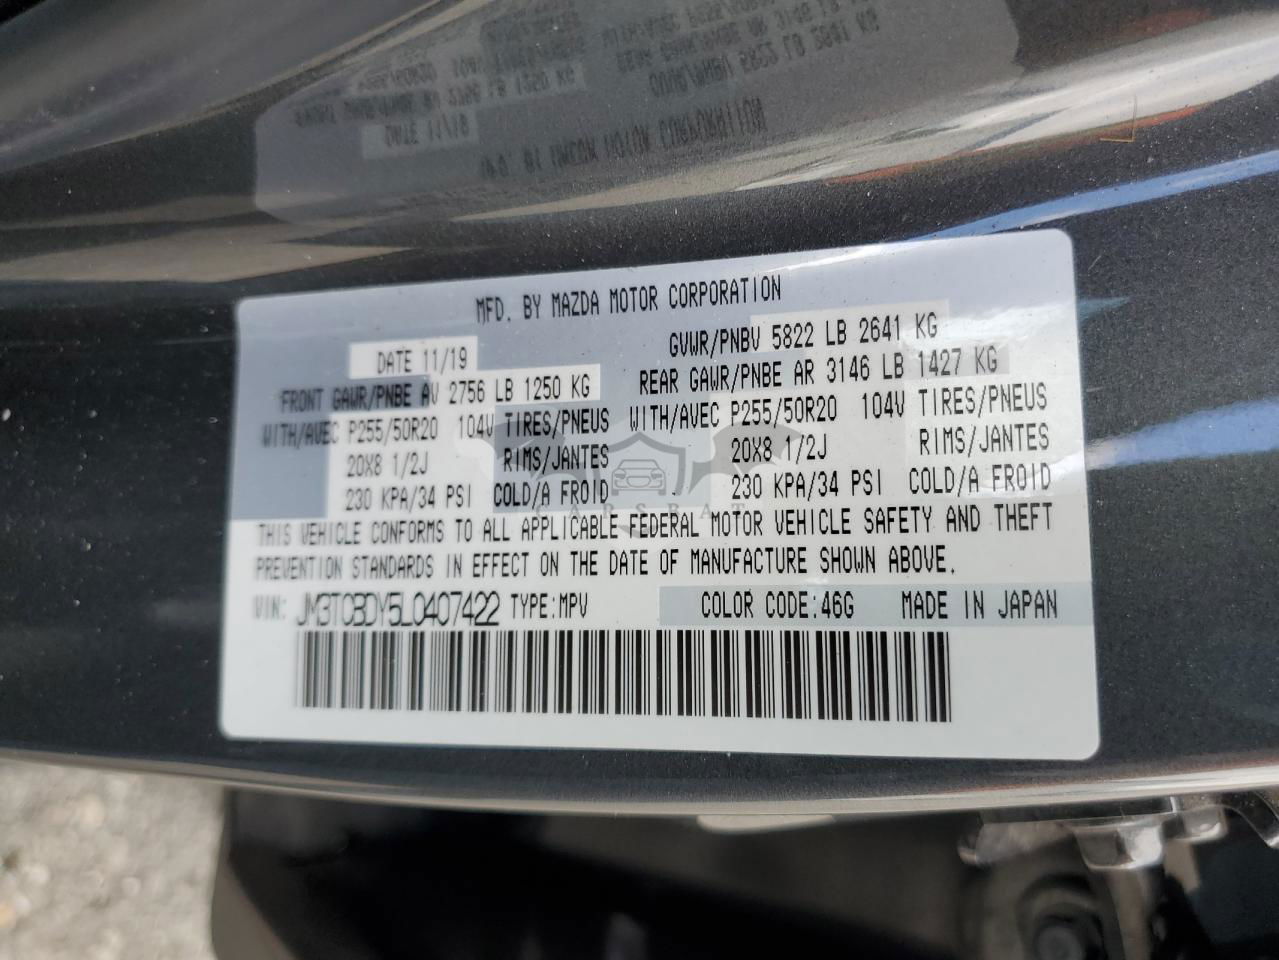 MFD. BY MAZDA MOTOR CORPORATION
DATE 11/19 GVWR/PNBV 5822 LB 2641 KG
FRONT GAWR/PNBE AV 2756 LB 1250 KG REAR GAWR/PNBE AR 3146 LB 1427 KG
WITH/AVEC P255/50R20 104V TIRES/PNEUS WITH/AVEC P255/50R20 104V TIRES/PNEUS
20X8 1/2J RIMS/JANTES 20X8 1/2J RIMS/JANTES
230 KPA/34 PSI COLD/A FROID 230 KPA/34 PSI COLD/A FROID
CARSBAT
THIS VEHICLE CONFORMS TO ALL APPLICABLE FEDERAL MOTOR VEHICLE SAFETY AND THEFT
PREVENTION STANDARDS IN EFFECT ON THE DATE OF MANUFACTURE SHOWN ABOVE.
VIN: JM3TCBDY5L0407422 TYPE:MPV COLOR CODE:46G MADE IN JAPAN